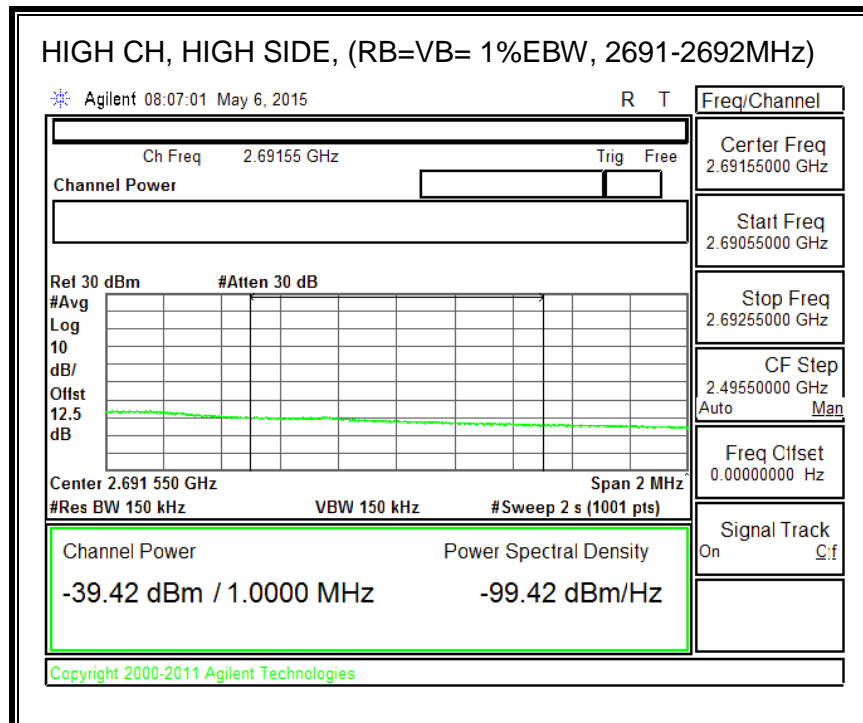 HIGH CH, HIGH SIDE, (RB=VB= 1%EBW, 2691-2692MHz)
Agilent 08:07:01 May 6, 2015 R T
Ch Freq 2.69155 GHz Trig Free
Channel Power
Ref 30 dBm #Atten 30 dB
#Avg
Log
10
dB/
Offst
12.5
dB
Center 2.691 550 GHz Span 2 MHz
#Res BW 150 kHz VBW 150 kHz #Sweep 2 s (1001 pts)
Channel Power Power Spectral Density
-39.42 dBm / 1.0000 MHz -99.42 dBm/Hz
Copyright 2000-2011 Agilent Technologies
Freq/Channel
Center Freq
2.69155000 GHz
Start Freq
2.69055000 GHz
Stop Freq
2.69255000 GHz
CF Step
2.49550000 GHz
Auto Man
Freq Offset
0.00000000 Hz
Signal Track
On Off